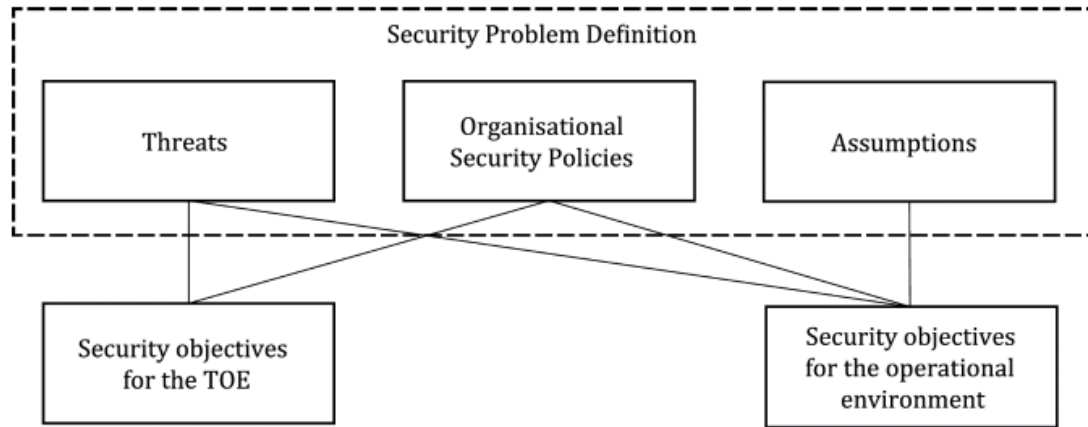 Security Problem Definition
Threats
Organisational
Security Policies
Assumptions
Security objectives
for the TOE
Security objectives
for the operational
environment